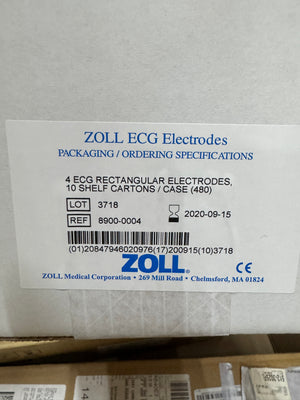 ZOLL ECG Electrodes
PACKAGING / ORDERING SPECIFICATIONS
4 ECG RECTANGULAR ELECTRODES,
10 SHELF CARTONS / CASE (480)
LOT 3718
REF 8900-0004
2020-09-15
(01)20847946020976(17)200915(10)3718
ZOLL®
CE
ZOLL Medical Corporation • 269 Mill Road • Chelmsford, MA 01824